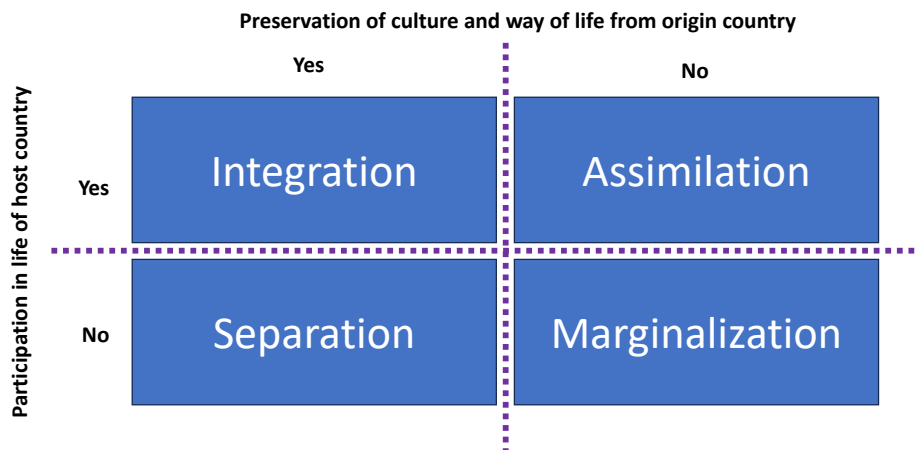 Preservation of culture and way of life from origin country
Yes
No
Participation in life of host country
Yes
Integration
Assimilation
No
Separation
Marginalization